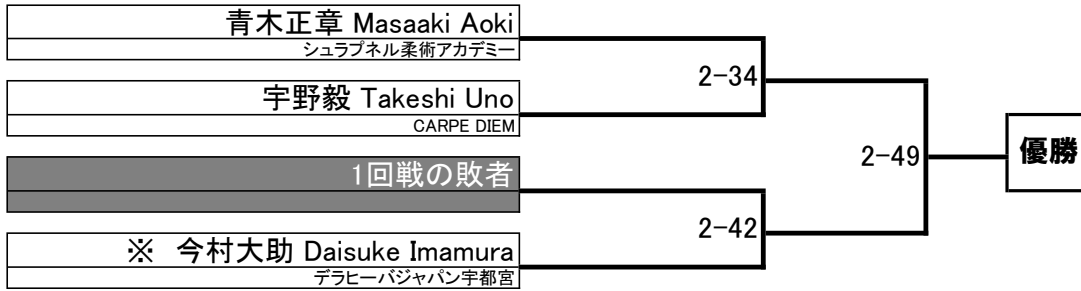 青木正章 Masaaki Aoki
シュラプネル柔術アカデミー
2-34
宇野毅 Takeshi Uno
CARPE DIEM
2-49
優勝
1回戦の敗者
2-42
※ 今村大助 Daisuke Imamura
デラヒーバジャパン宇都宮